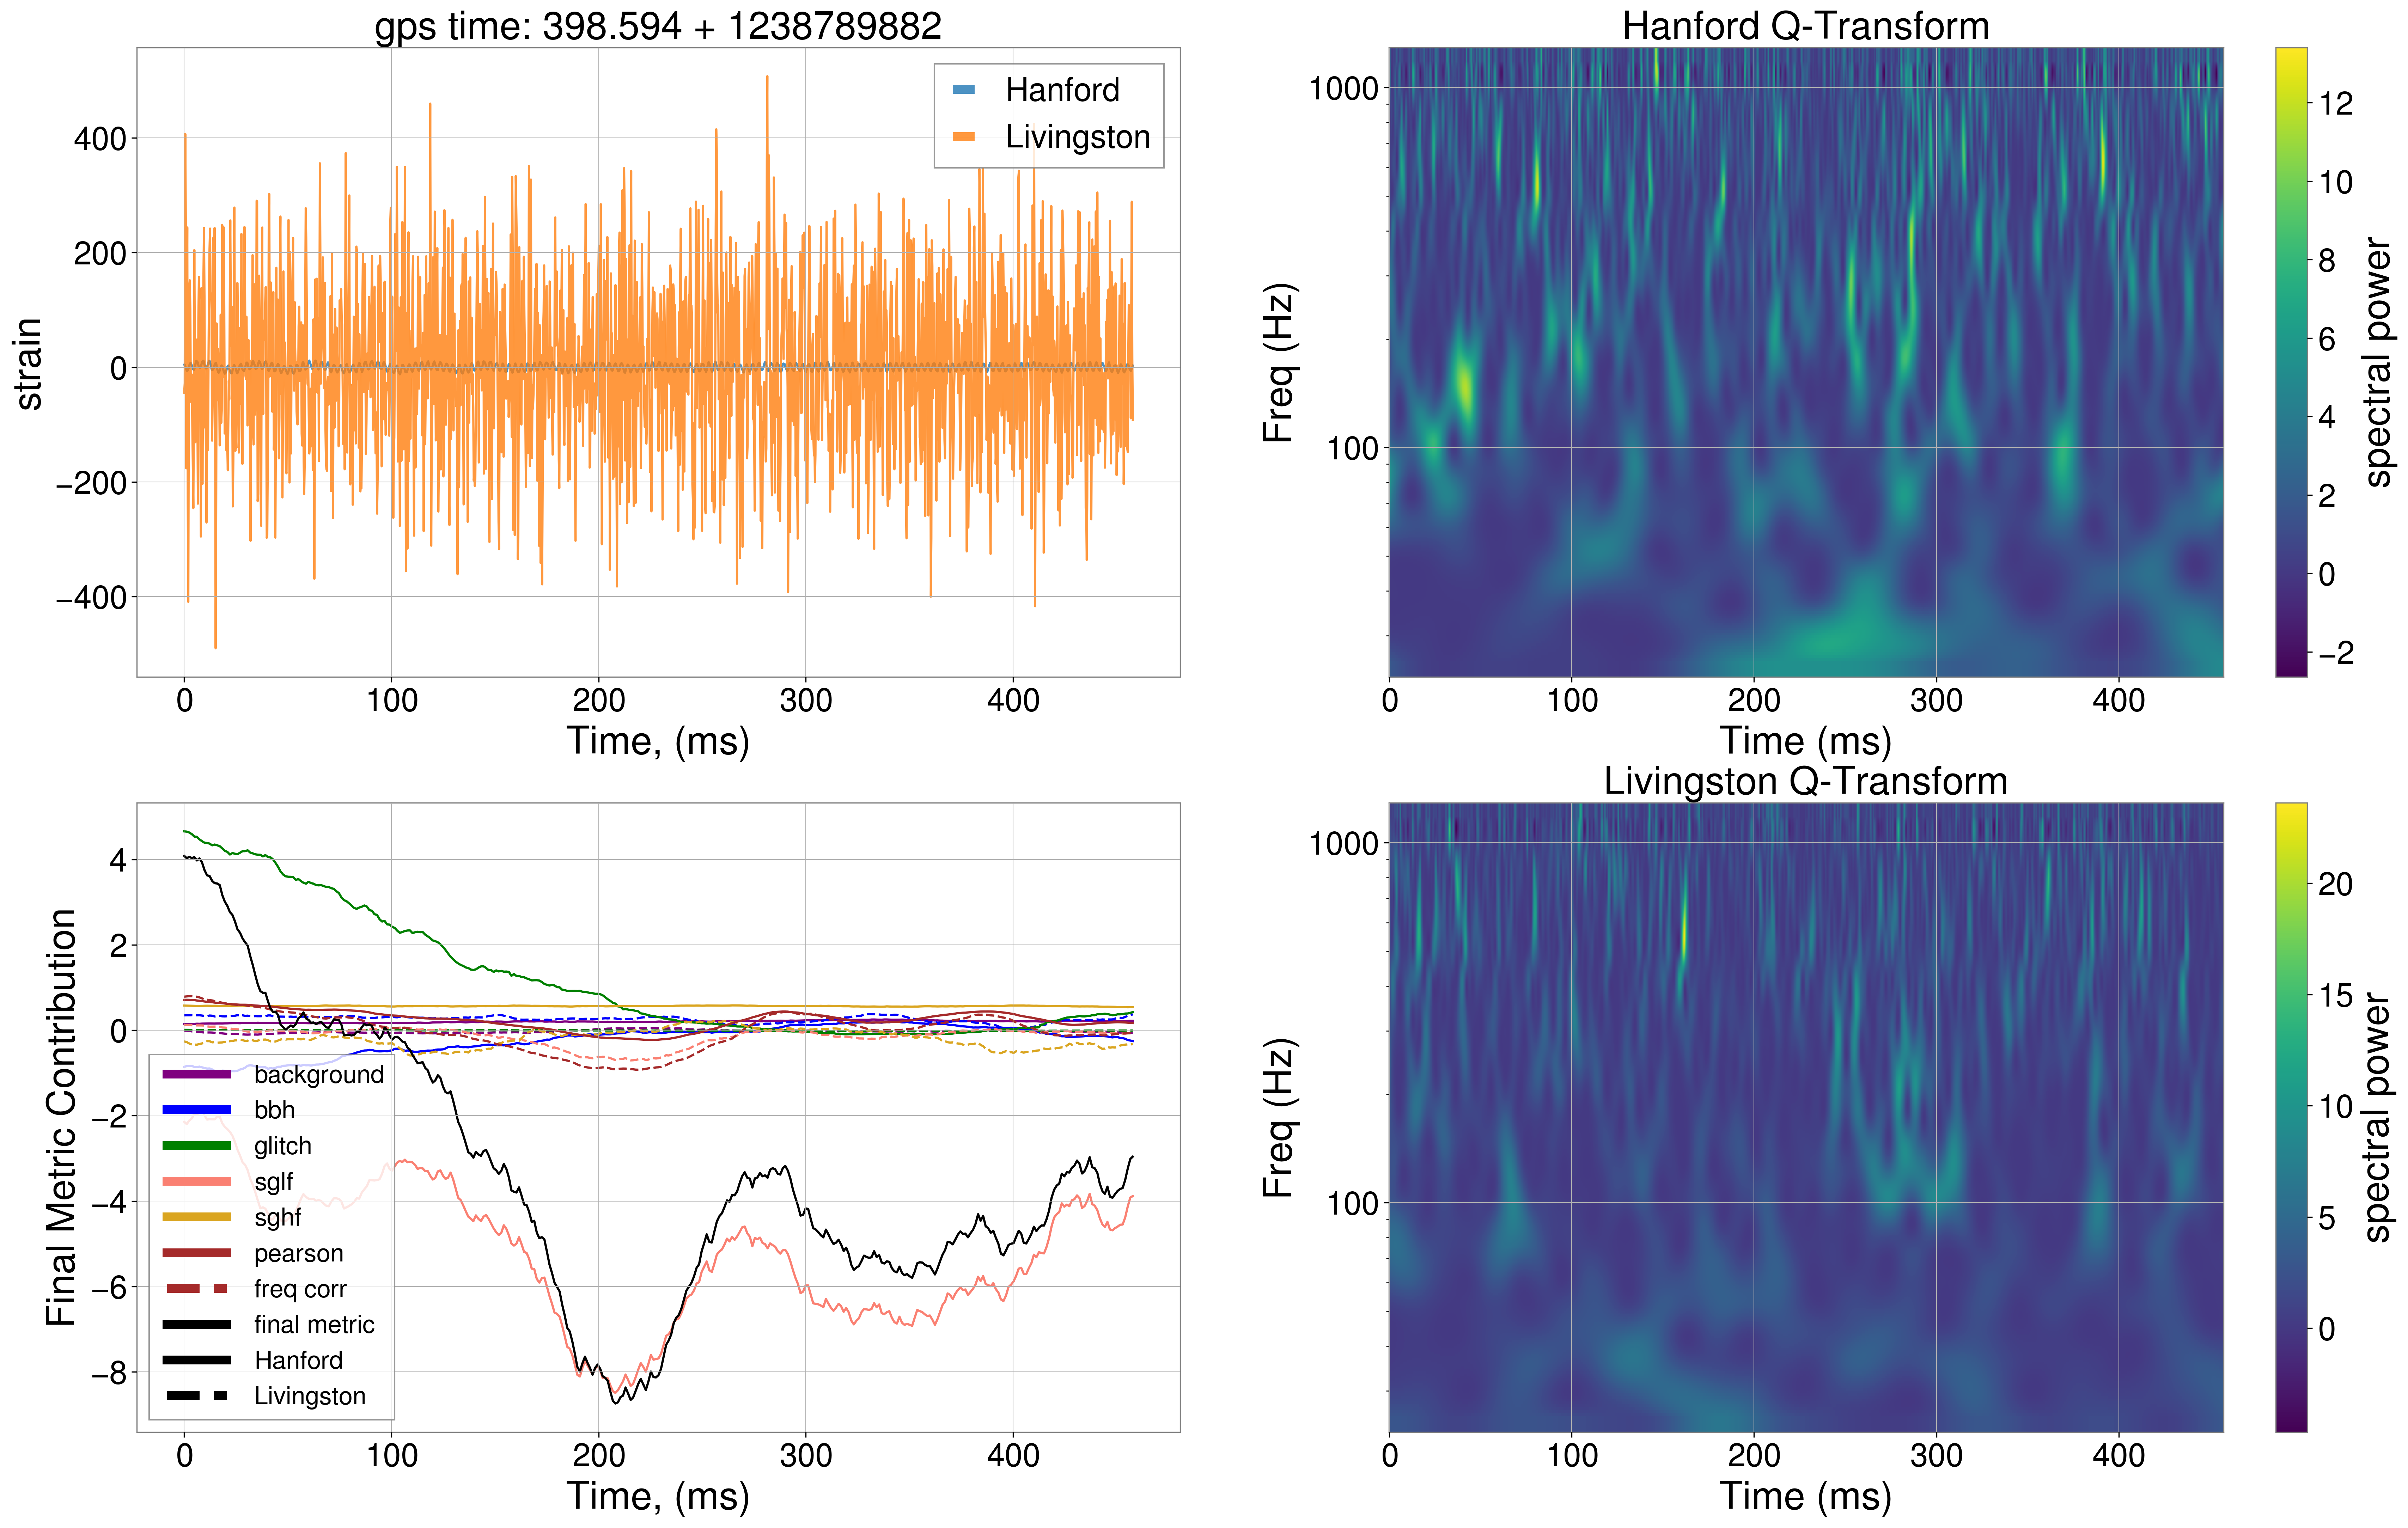 gps time: 398.594 + 1238789882
strain
400
200
0
−200
−400
0
100
200
300
400
Time, (ms)
Hanford
Livingston
Hanford Q-Transform
Freq (Hz)
1000
100
0
100
200
300
400
Time (ms)
12
10
8
6
4
2
0
−2
spectral power
Final Metric Contribution
4
2
0
−2
−4
−6
−8
0
100
200
300
400
Time, (ms)
background
bbh
glitch
sglf
sghf
pearson
freq corr
final metric
Hanford
Livingston
Livingston Q-Transform
Freq (Hz)
1000
100
0
100
200
300
400
Time (ms)
20
15
10
5
0
spectral power